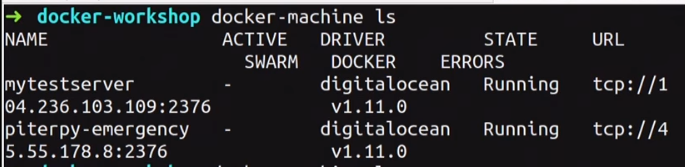 ➜ docker-workshop docker-machine ls
NAME ACTIVE DRIVER STATE URL
SWARM DOCKER ERRORS
mytestserver - digitalocean Running tcp://1
04.236.103.109:2376 v1.11.0
piterpy-emergency - digitalocean Running tcp://4
5.55.178.8:2376 v1.11.0